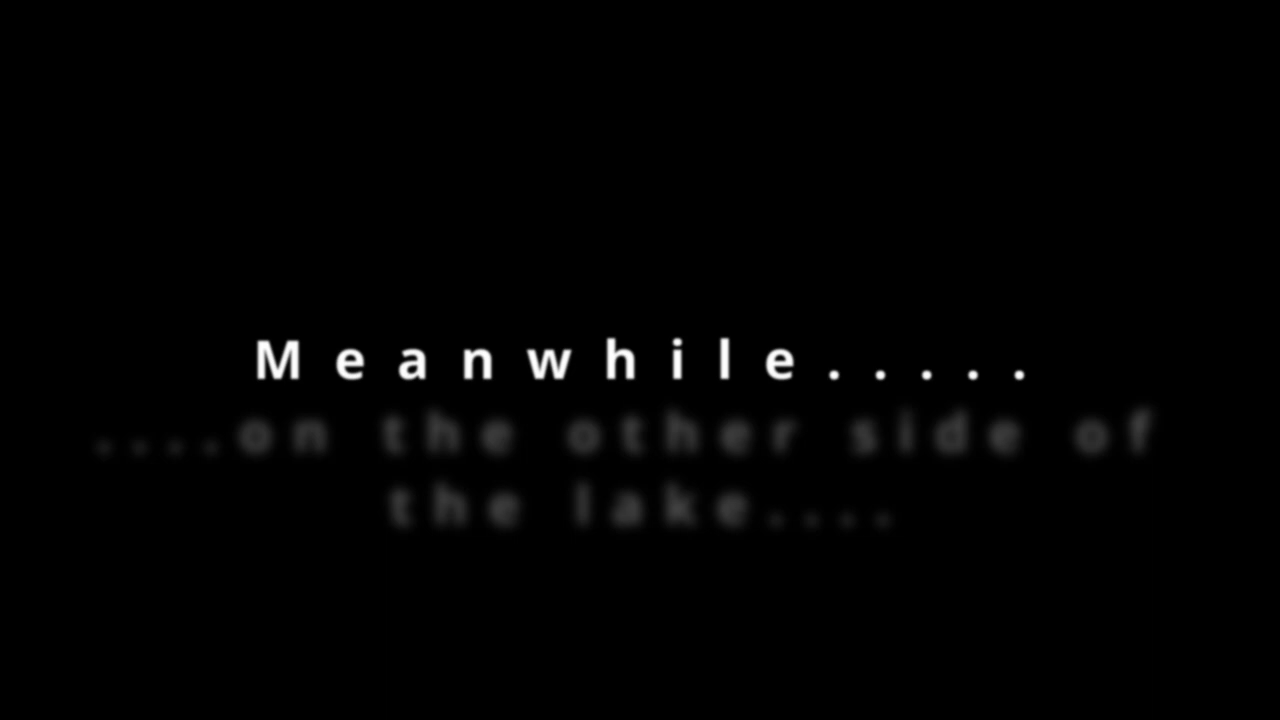 Meanwhile.....
....on the other side of
the lake....